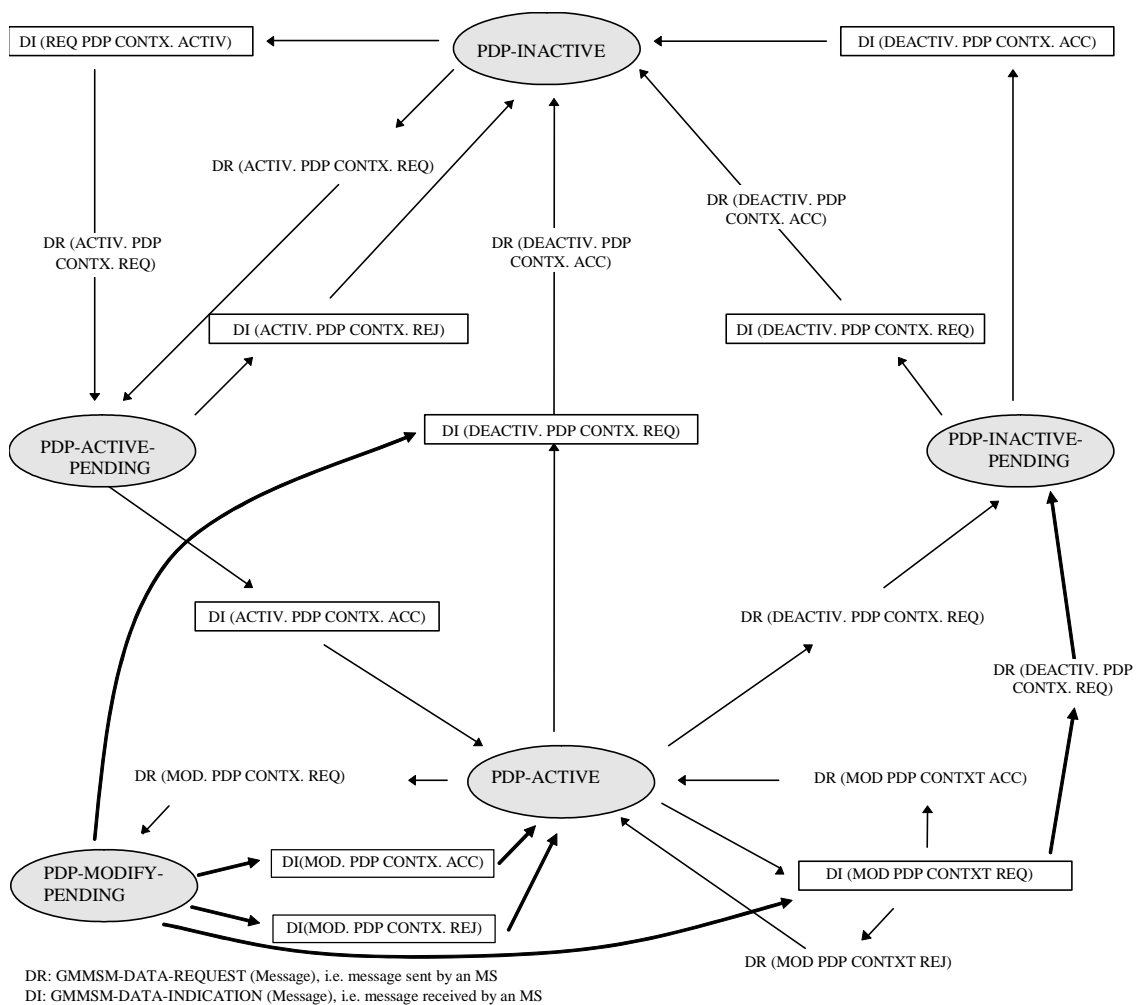 DI (REQ PDP CONTX. ACTIV)
PDP-INACTIVE
DI (DEACTIV. PDP CONTX. ACC)
DR (ACTIV. PDP CONTX. REQ)
DR (DEACTIV. PDP
CONTX. ACC)
DR (ACTIV. PDP
CONTX. REQ)
DR (DEACTIV. PDP
CONTX. ACC)
DI (ACTIV. PDP CONTX. REJ)
DI (DEACTIV. PDP CONTX. REQ)
PDP-ACTIVE-
PENDING
DI (DEACTIV. PDP CONTX. REQ)
PDP-INACTIVE-
PENDING
DI (ACTIV. PDP CONTX. ACC)
DR (DEACTIV. PDP CONTX. REQ)
DR (DEACTIV. PDP
CONTX. REQ)
DR (MOD. PDP CONTX. REQ)
PDP-ACTIVE
DR (MOD PDP CONTXT ACC)
PDP-MODIFY-
PENDING
DI(MOD. PDP CONTX. ACC)
DI (MOD PDP CONTXT REQ)
DI(MOD. PDP CONTX. REJ)
DR (MOD PDP CONTXT REJ)
DR: GMMSM-DATA-REQUEST (Message), i.e. message sent by an MS
DI: GMMSM-DATA-INDICATION (Message), i.e. message received by an MS